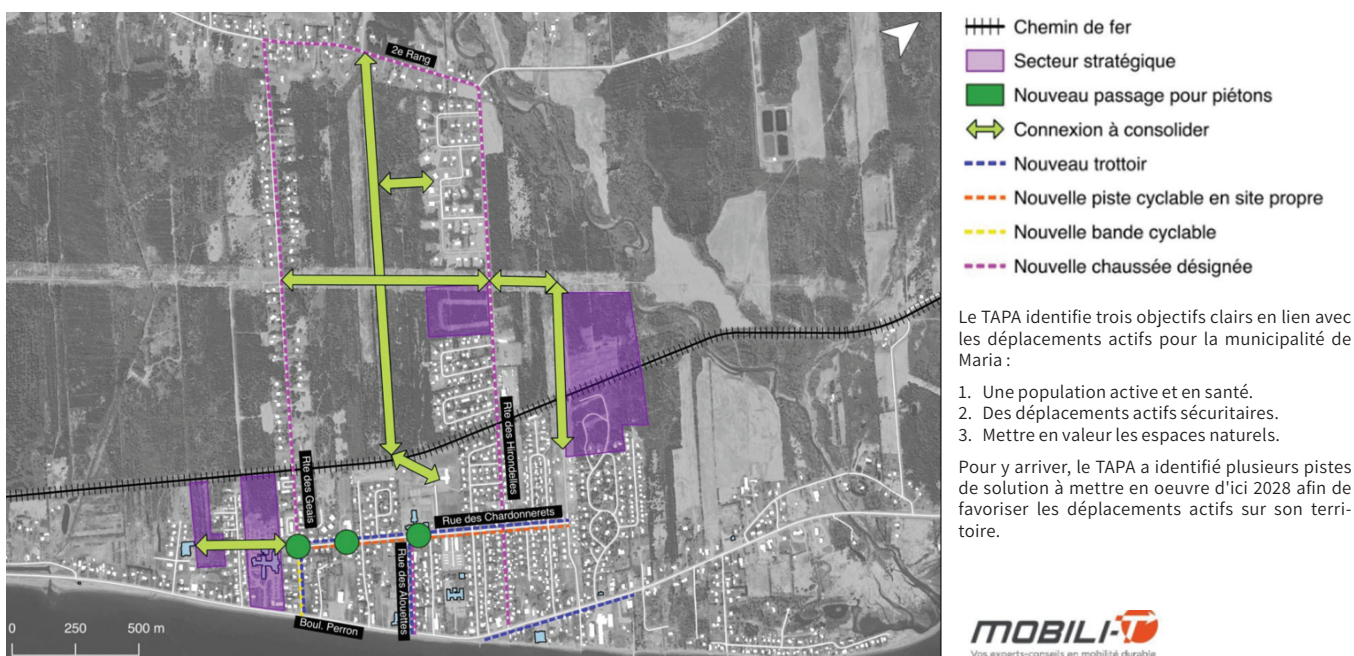 2e Rang
Rte des Geais
Rte des Hirondelles
Rue des Chardonnerets
Rue des Alouettes
Boul. Perron
0 250 500 m
Chemin de fer
Secteur stratégique
Nouveau passage pour piétons
Connexion à consolider
Nouveau trottoir
Nouvelle piste cyclable en site propre
Nouvelle bande cyclable
Nouvelle chaussée désignée
Le TAPA identifie trois objectifs clairs en lien avec
les déplacements actifs pour la municipalité de
Maria :
1. Une population active et en santé.
2. Des déplacements actifs sécuritaires.
3. Mettre en valeur les espaces naturels.
Pour y arriver, le TAPA a identifié plusieurs pistes
de solution à mettre en oeuvre d'ici 2028 afin de
favoriser les déplacements actifs sur son terri-
toire.
MOBILI-T
Vos experts-conseils en mobilité durable